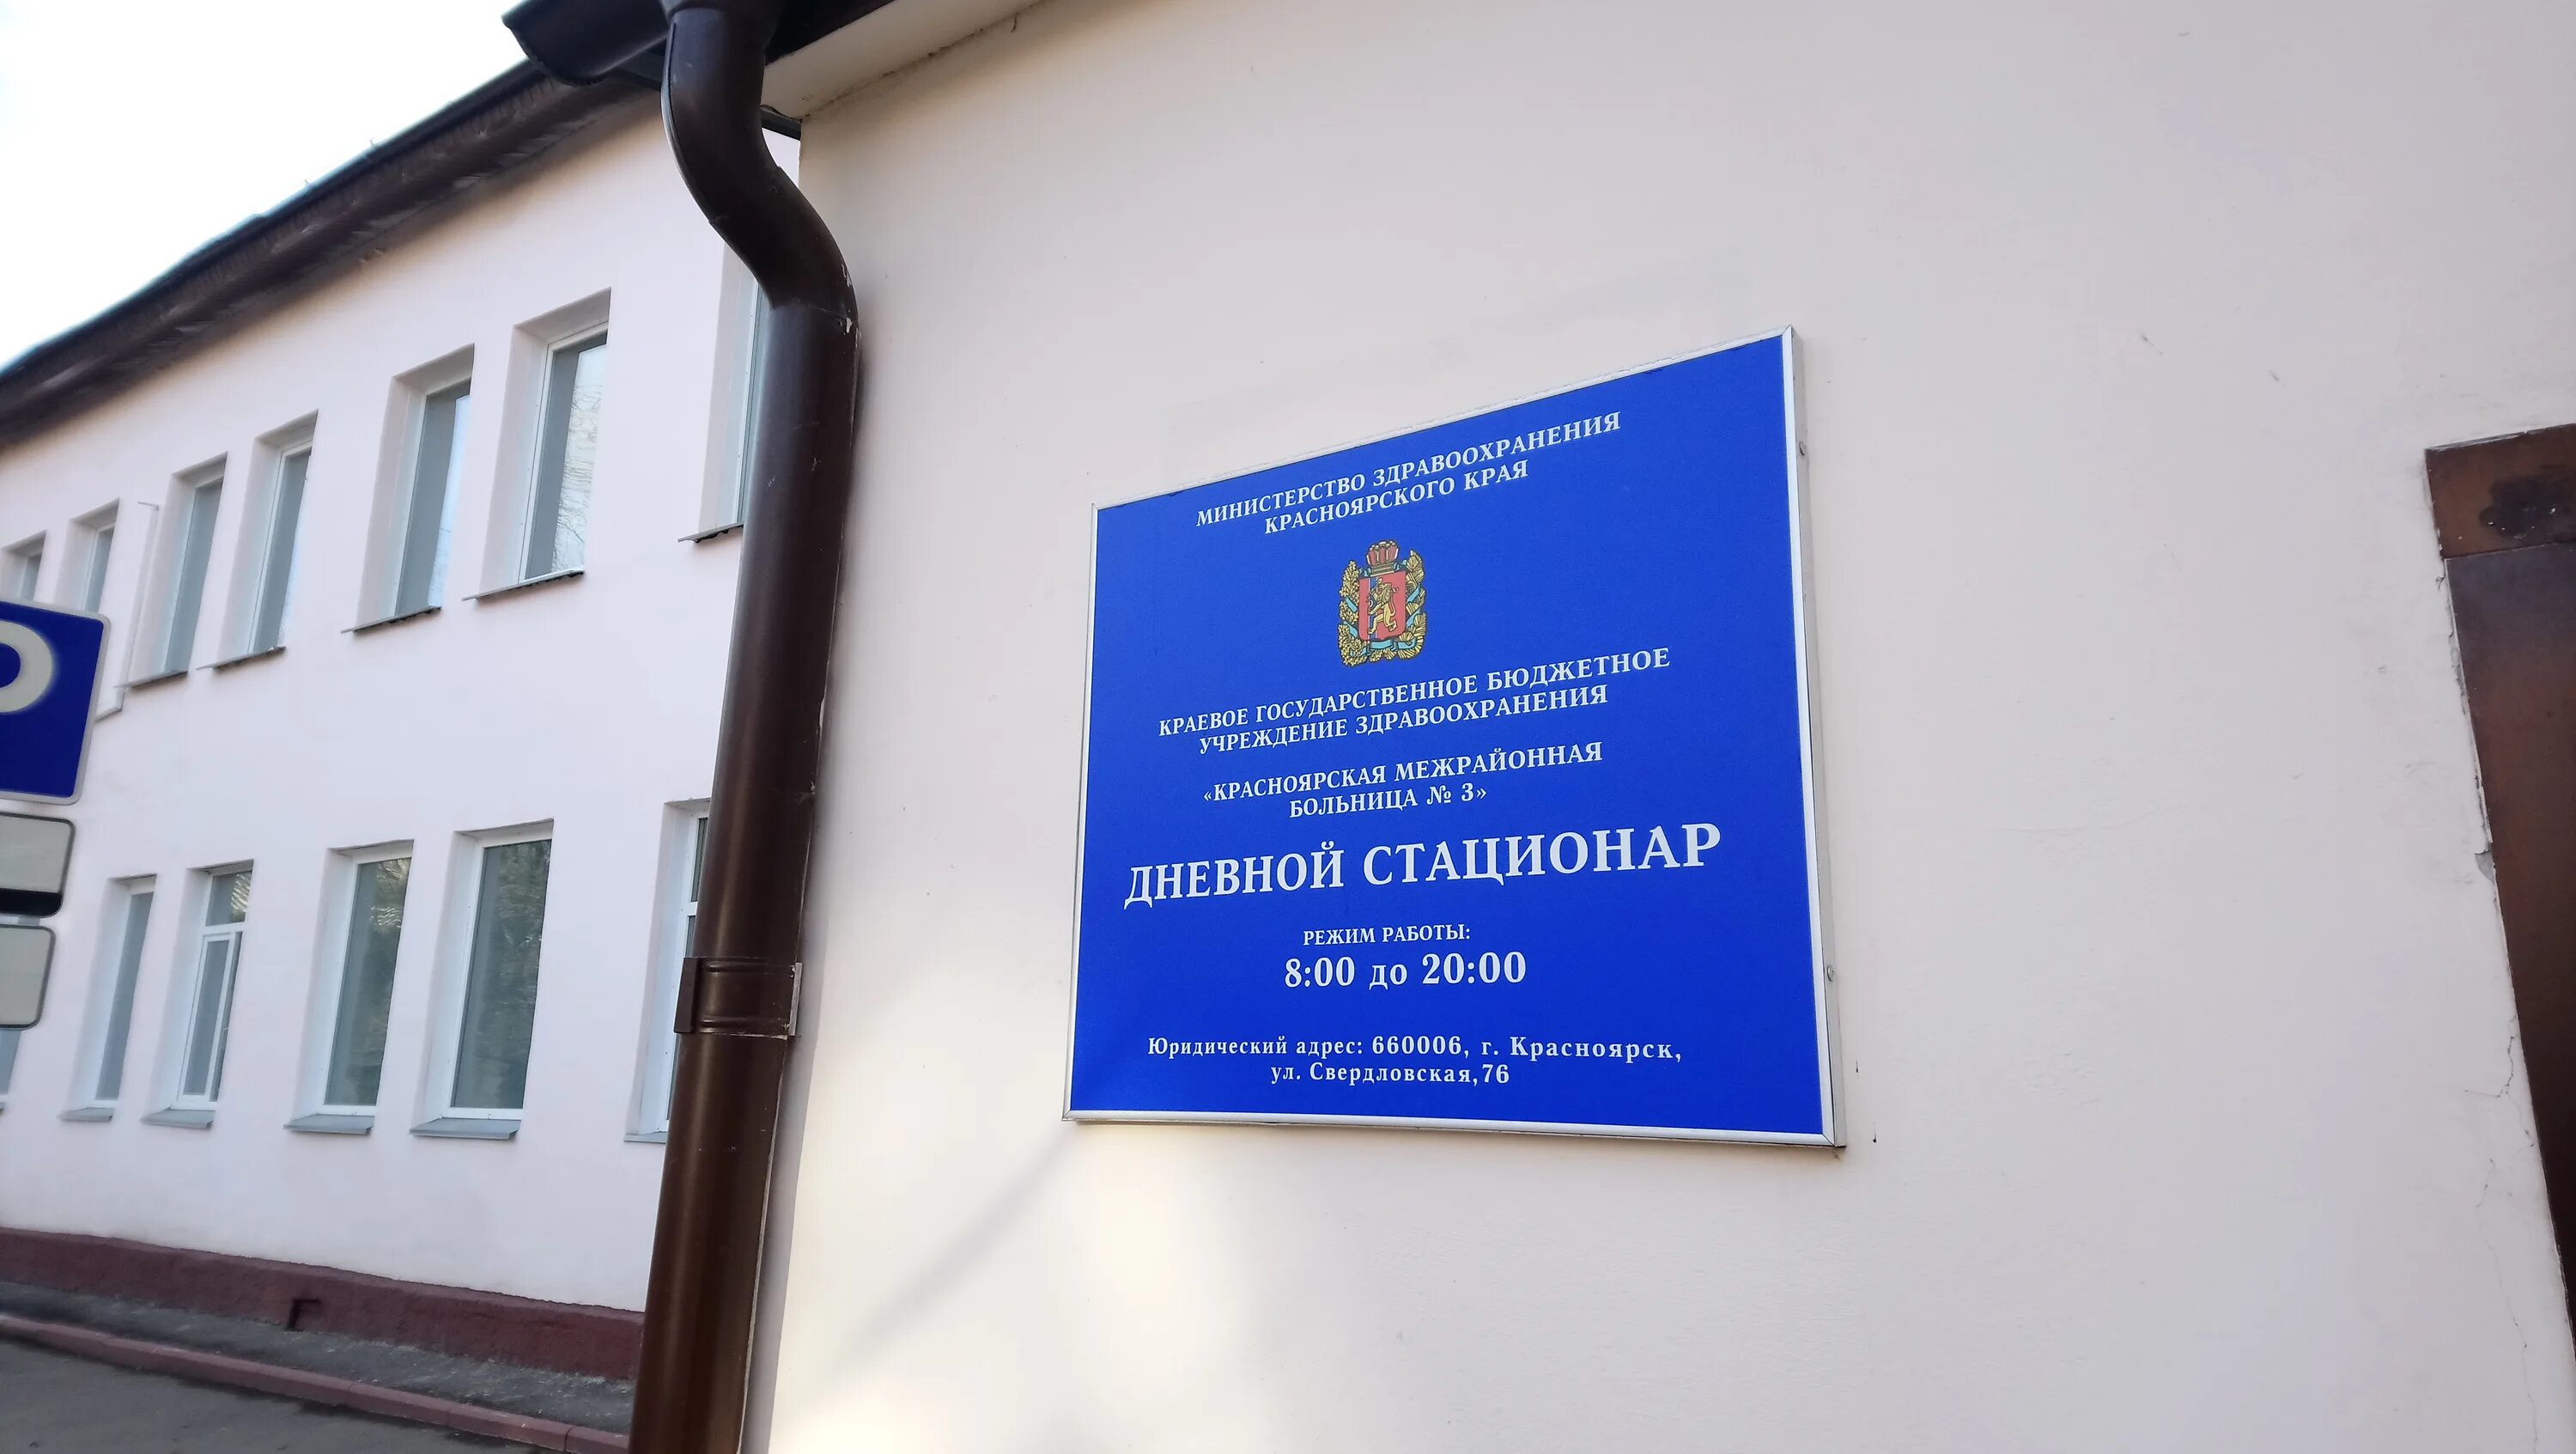 МИНИСТЕРСТВО ЗДРАВООХРАНЕНИЯ
КРАСНОЯРСКОГО КРАЯ
КРАЕВОЕ ГОСУДАРСТВЕННОЕ БЮДЖЕТНОЕ
УЧРЕЖДЕНИЕ ЗДРАВООХРАНЕНИЯ
«КРАСНОЯРСКАЯ МЕЖРАЙОННАЯ
БОЛЬНИЦА № 3»
ДНЕВНОЙ СТАЦИОНАР
РЕЖИМ РАБОТЫ:
8:00 до 20:00
Юридический адрес: 660006, г. Красноярск,
ул. Свердловская,76
P